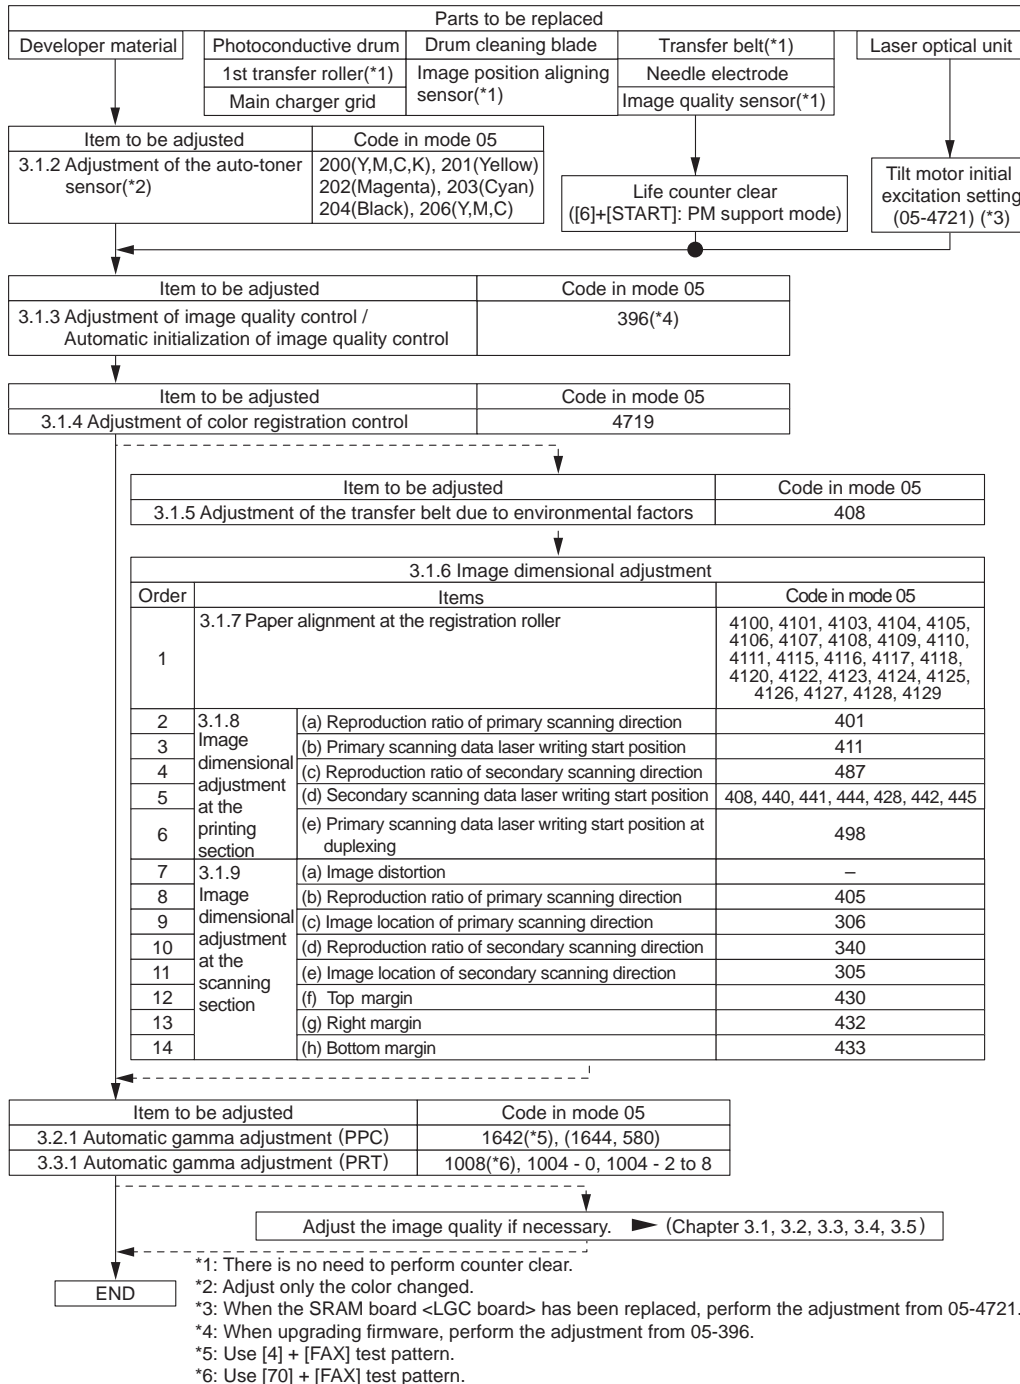 Parts to be replaced
Developer material
Photoconductive drum
Drum cleaning blade
Transfer belt(*1)
Laser optical unit
1st transfer roller(*1)
Image position aligning
sensor(*1)
Needle electrode
Main charger grid
Image quality sensor(*1)
Item to be adjusted
Code in mode 05
3.1.2 Adjustment of the auto-toner
sensor(*2)
200(Y,M,C,K), 201(Yellow)
202(Magenta), 203(Cyan)
204(Black), 206(Y,M,C)
Life counter clear
([6]+[START]: PM support mode)
Tilt motor initial
excitation setting
(05-4721) (*3)
Item to be adjusted
Code in mode 05
3.1.3 Adjustment of image quality control /
Automatic initialization of image quality control
396(*4)
Item to be adjusted
Code in mode 05
3.1.4 Adjustment of color registration control
4719
Item to be adjusted
Code in mode 05
3.1.5 Adjustment of the transfer belt due to environmental factors
408
3.1.6 Image dimensional adjustment
Order
Items
Code in mode 05
1
3.1.7 Paper alignment at the registration roller
4100, 4101, 4103, 4104, 4105,
4106, 4107, 4108, 4109, 4110,
4111, 4115, 4116, 4117, 4118,
4120, 4122, 4123, 4124, 4125,
4126, 4127, 4128, 4129
3.1.8
Image
dimensional
adjustment
at the
printing
section
2
(a) Reproduction ratio of primary scanning direction
401
3
(b) Primary scanning data laser writing start position
411
4
(c) Reproduction ratio of secondary scanning direction
487
5
(d) Secondary scanning data laser writing start position
408, 440, 441, 444, 428, 442, 445
6
(e) Primary scanning data laser writing start position at
duplexing
498
3.1.9
Image
dimensional
adjustment
at the
scanning
section
7
(a) Image distortion
–
8
(b) Reproduction ratio of primary scanning direction
405
9
(c) Image location of primary scanning direction
306
10
(d) Reproduction ratio of secondary scanning direction
340
11
(e) Image location of secondary scanning direction
305
12
(f) Top margin
430
13
(g) Right margin
432
14
(h) Bottom margin
433
Item to be adjusted
Code in mode 05
3.2.1 Automatic gamma adjustment (PPC)
1642(*5), (1644, 580)
3.3.1 Automatic gamma adjustment (PRT)
1008(*6), 1004 - 0, 1004 - 2 to 8
Adjust the image quality if necessary. ► (Chapter 3.1, 3.2, 3.3, 3.4, 3.5)
END
*1: There is no need to perform counter clear.
*2: Adjust only the color changed.
*3: When the SRAM board <LGC board> has been replaced, perform the adjustment from 05-4721.
*4: When upgrading firmware, perform the adjustment from 05-396.
*5: Use [4] + [FAX] test pattern.
*6: Use [70] + [FAX] test pattern.